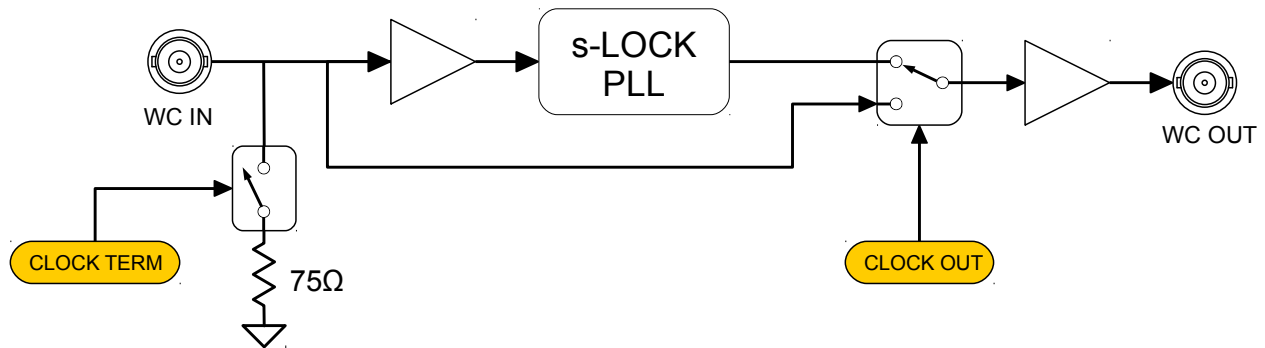 s-LOCK
PLL
WC IN
WC OUT
CLOCK TERM
CLOCK OUT
75Ω